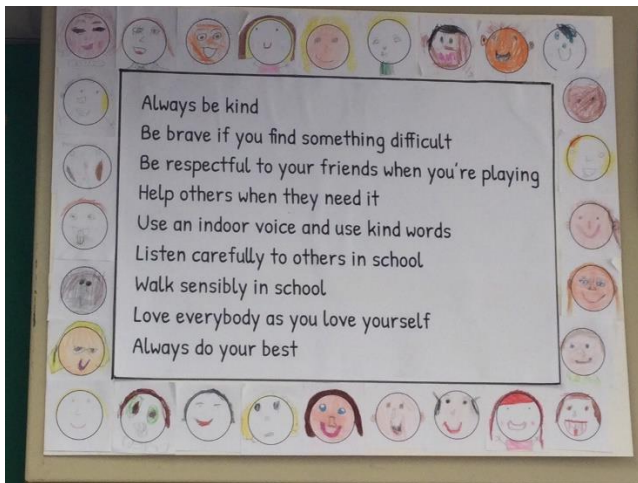 Always be kind
Be brave if you find something difficult
Be respectful to your friends when you're playing
Help others when they need it
Use an indoor voice and use kind words
Listen carefully to others in school
Walk sensibly in school
Love everybody as you love yourself
Always do your best